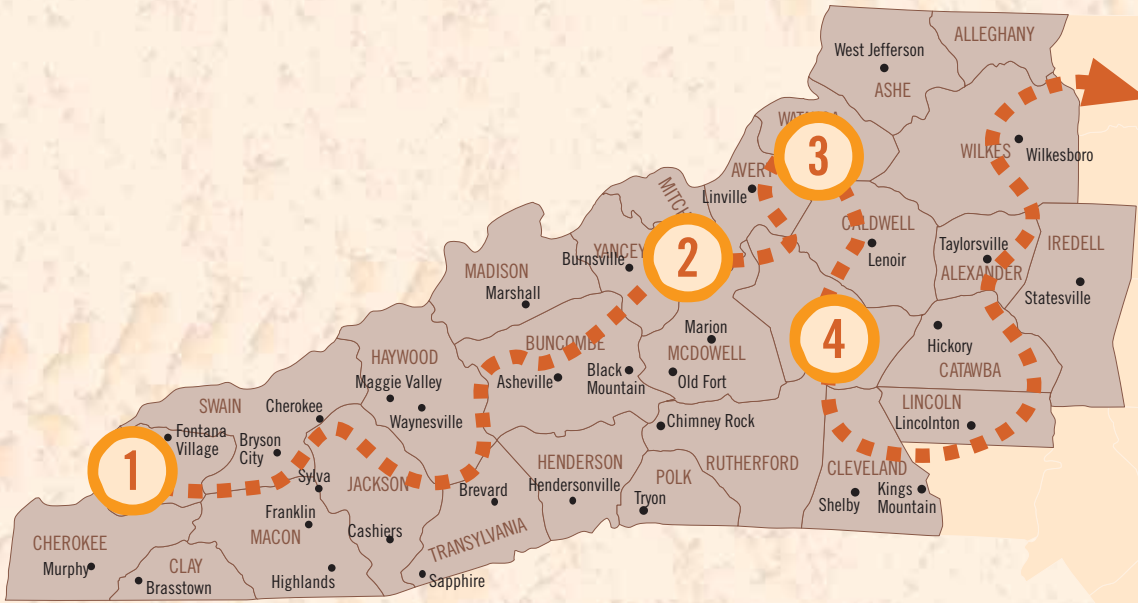 ALLEGHANY
West Jefferson
ASHE
3
WILKES
Wilkesboro
AVERY
Linville
CALDWELL
Lenoir
Taylorsville
ALEXANDER
IREDELL
Statesville
2
YANCEY
Burnsville
MADISON
Marshall
BUNCOMBE
Asheville
Black
Mountain
Marion
MCDOWELL
Old Fort
4
Hickory
CATAWBA
HAYWOOD
Maggie Valley
Waynesville
SWAIN
Cherokee
Fontana
Village
Bryson
City
1
Sylva
JACKSON
Chimney Rock
LINCOLN
Lincolnton
HENDERSON
Hendersonville
POLK
Tryon
RUTHERFORD
CLEVELAND
Shelby
Kings
Mountain
Brevard
TRANSYLVANIA
Franklin
MACON
Cashiers
Highlands
Sapphire
CHEROKEE
Murphy
CLAY
Brasstown